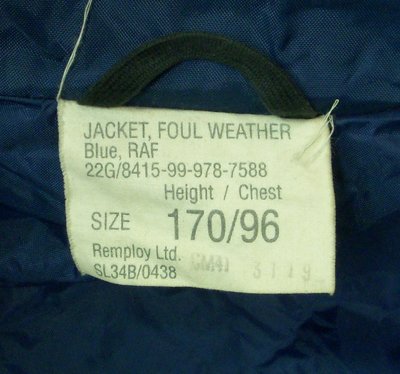 JACKET, FOUL WEATHER
Blue, RAF
22G/8415-99-978-7588
Height / Chest
SIZE 170/96
Remploy Ltd.
SL34B/0438